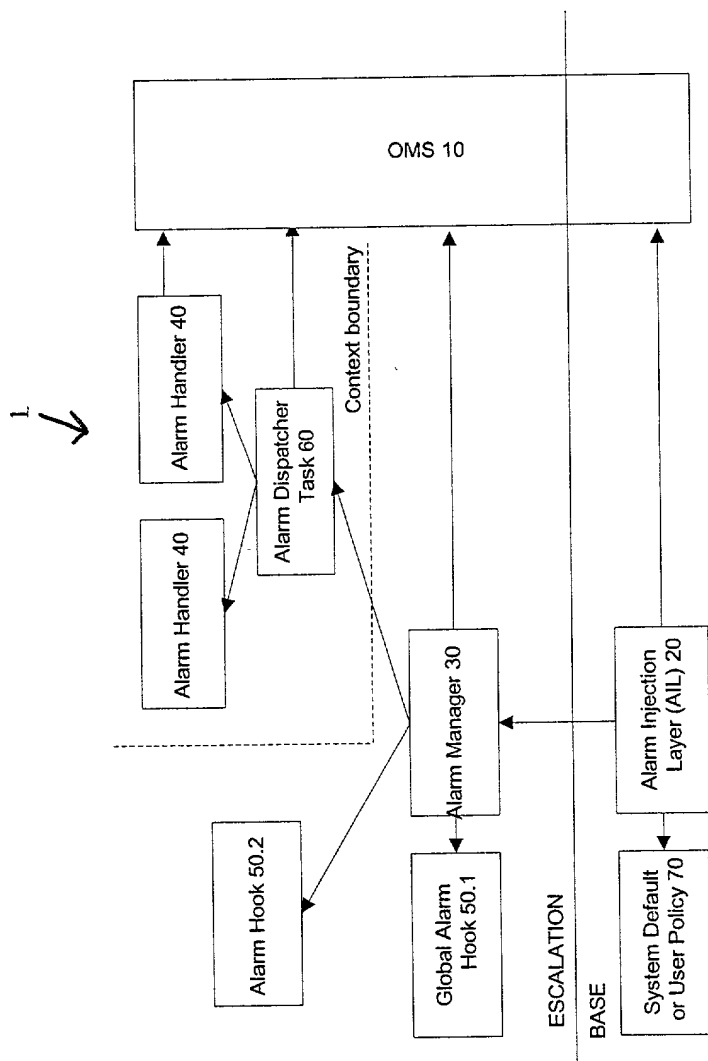 1
Alarm Handler 40
Alarm Handler 40
Alarm Hook 50.2
Alarm Dispatcher
Task 60
Context boundary
OMS 10
Global Alarm
Hook 50.1
Alarm Manager 30
ESCALATION
BASE
System Default
or User Policy 70
Alarm Injection
Layer (AIL) 20